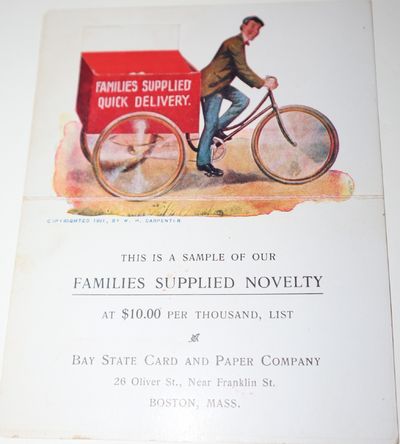 FAMILIES SUPPLIED
QUICK DELIVERY.
COPYRIGHTED 1911, BY W. H. CARPENTER
THIS IS A SAMPLE OF OUR
FAMILIES SUPPLIED NOVELTY
AT $10.00 PER THOUSAND, LIST
BAY STATE CARD AND PAPER COMPANY
26 Oliver St., Near Franklin St.
BOSTON, MASS.